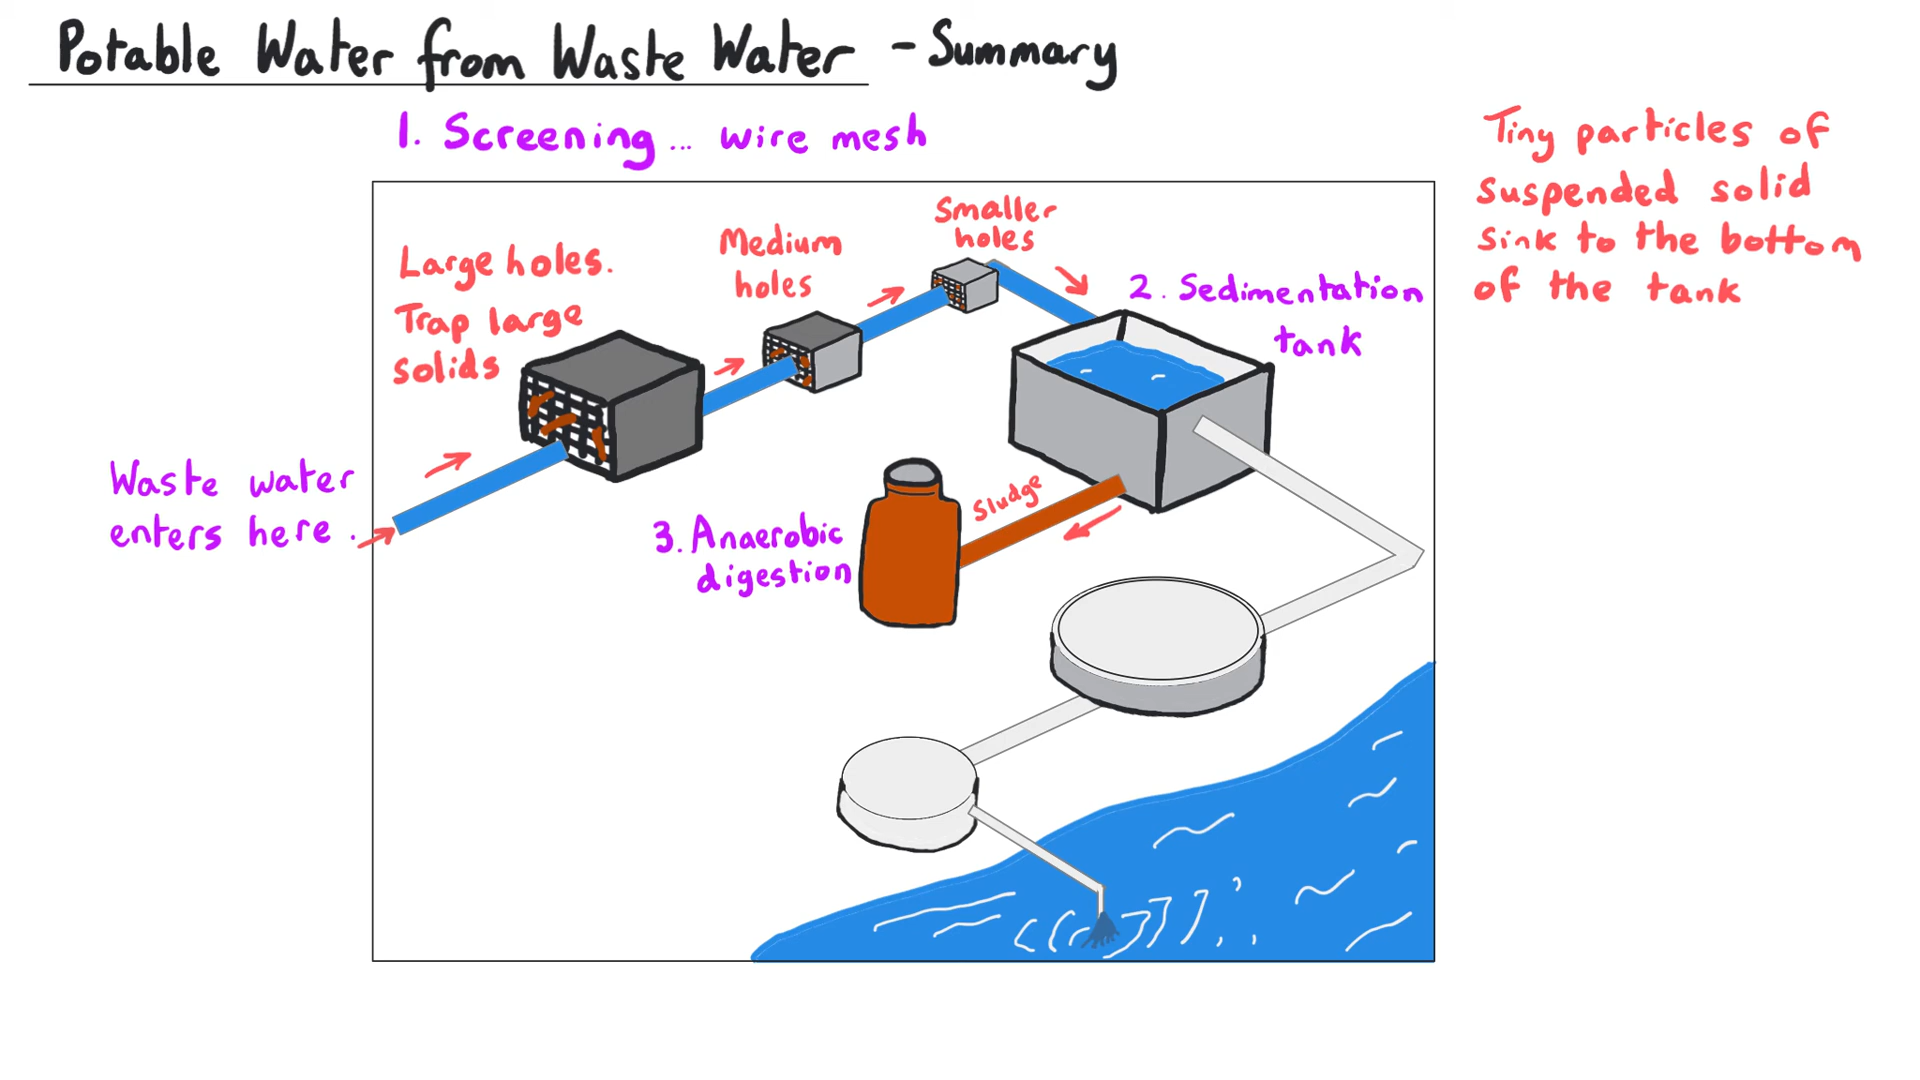 Potable Water from Waste Water - Summary
1. Screening... wire mesh
Tiny particles of
suspended solid
sink to the bottom
of the tank
Large holes.
Trap large
solids
Medium
holes
Smaller
holes
2. Sedimentation
tank
Waste water
enters here.
3. Anaerobic
digestion
Sludge